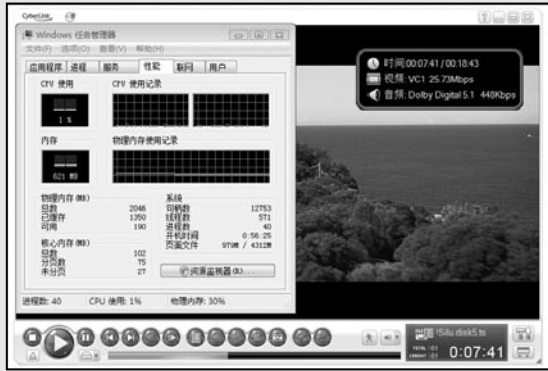 CyberLink
Windows 任务管理器
文件(F) 选项(O) 查看(V) 帮助(H)
应用程序 进程 服务 性能 联网 用户
CPU 使用 CPU 使用记录
1 %
内存 物理内存使用记录
621 MB
物理内存(MB)
总数 2046
已缓存 1350
可用 190
核心内存(MB)
总数 102
分页数 75
未分页 27
系统
句柄数 12753
线程数 571
进程数 40
开机时间 0:56:25
页面文件 979M / 4312M
资源监视器(R)...
进程数: 40 CPU 使用: 1% 物理内存: 30%
时间:00:07:41 / 00:18:43
视频: VC1 25.73Mbps
音频: Dolby Digital 5.1 448Kbps
!Silu disk5.ts
0:07:41